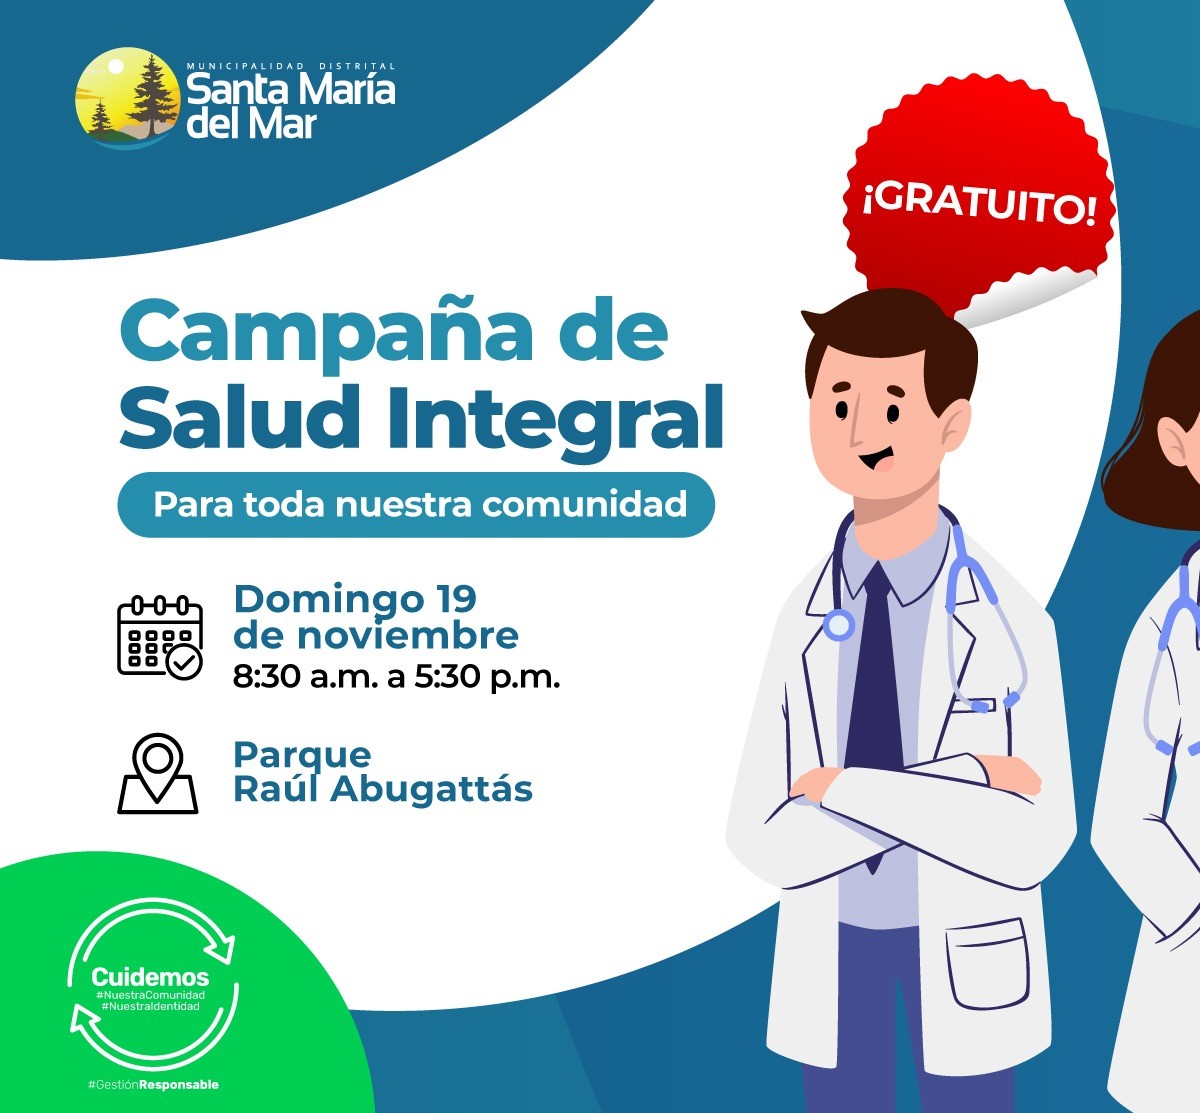 MUNICIPALIDAD DISTRITAL
Santa María
del Mar
¡GRATUITO!
Campaña de
Salud Integral
Para toda nuestra comunidad
Domingo 19
de noviembre
8:30 a.m. a 5:30 p.m.
Parque
Raúl Abugattás
Cuidemos
#NuestraComunidad
#NuestraIdentidad
#GestiónResponsable